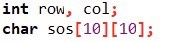 int row, col;
char sos[10][10];